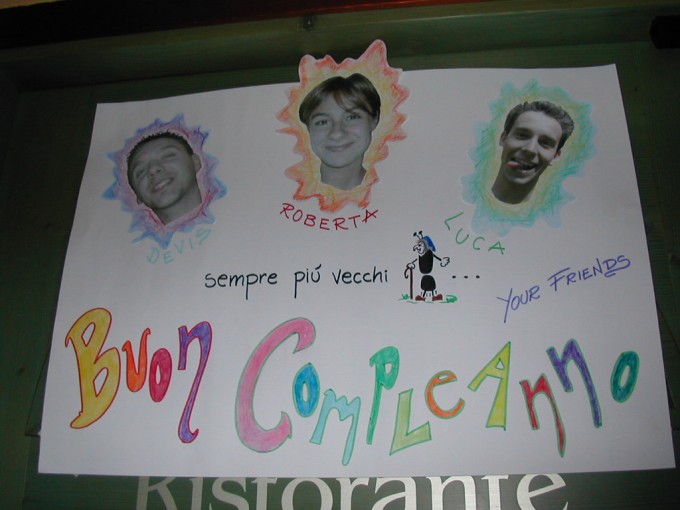 DEVIS
ROBERTA
LUCA
sempre piú vecchi ...
YOUR FRIENDS
BUON COMPLEANNO
Ristorante